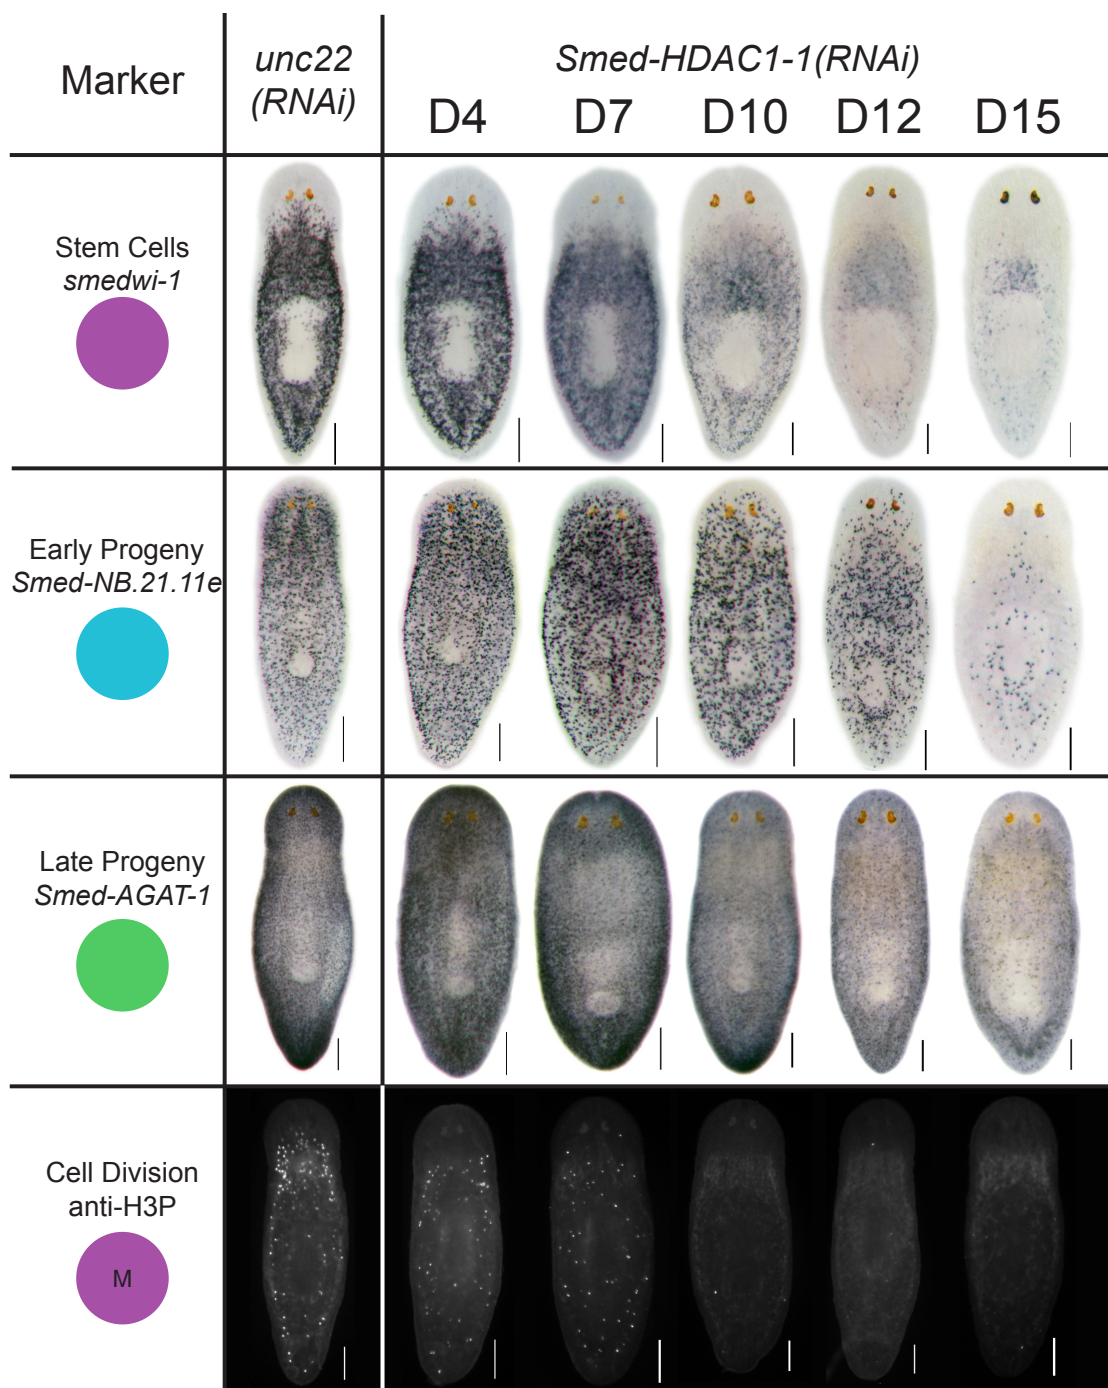 Marker
unc22
(RNAi)
Smed-HDAC1-1(RNAi)
D4 D7 D10 D12 D15
Stem Cells
smedwi-1
Early Progeny
Smed-NB.21.11e
Late Progeny
Smed-AGAT-1
Cell Division
anti-H3P
M